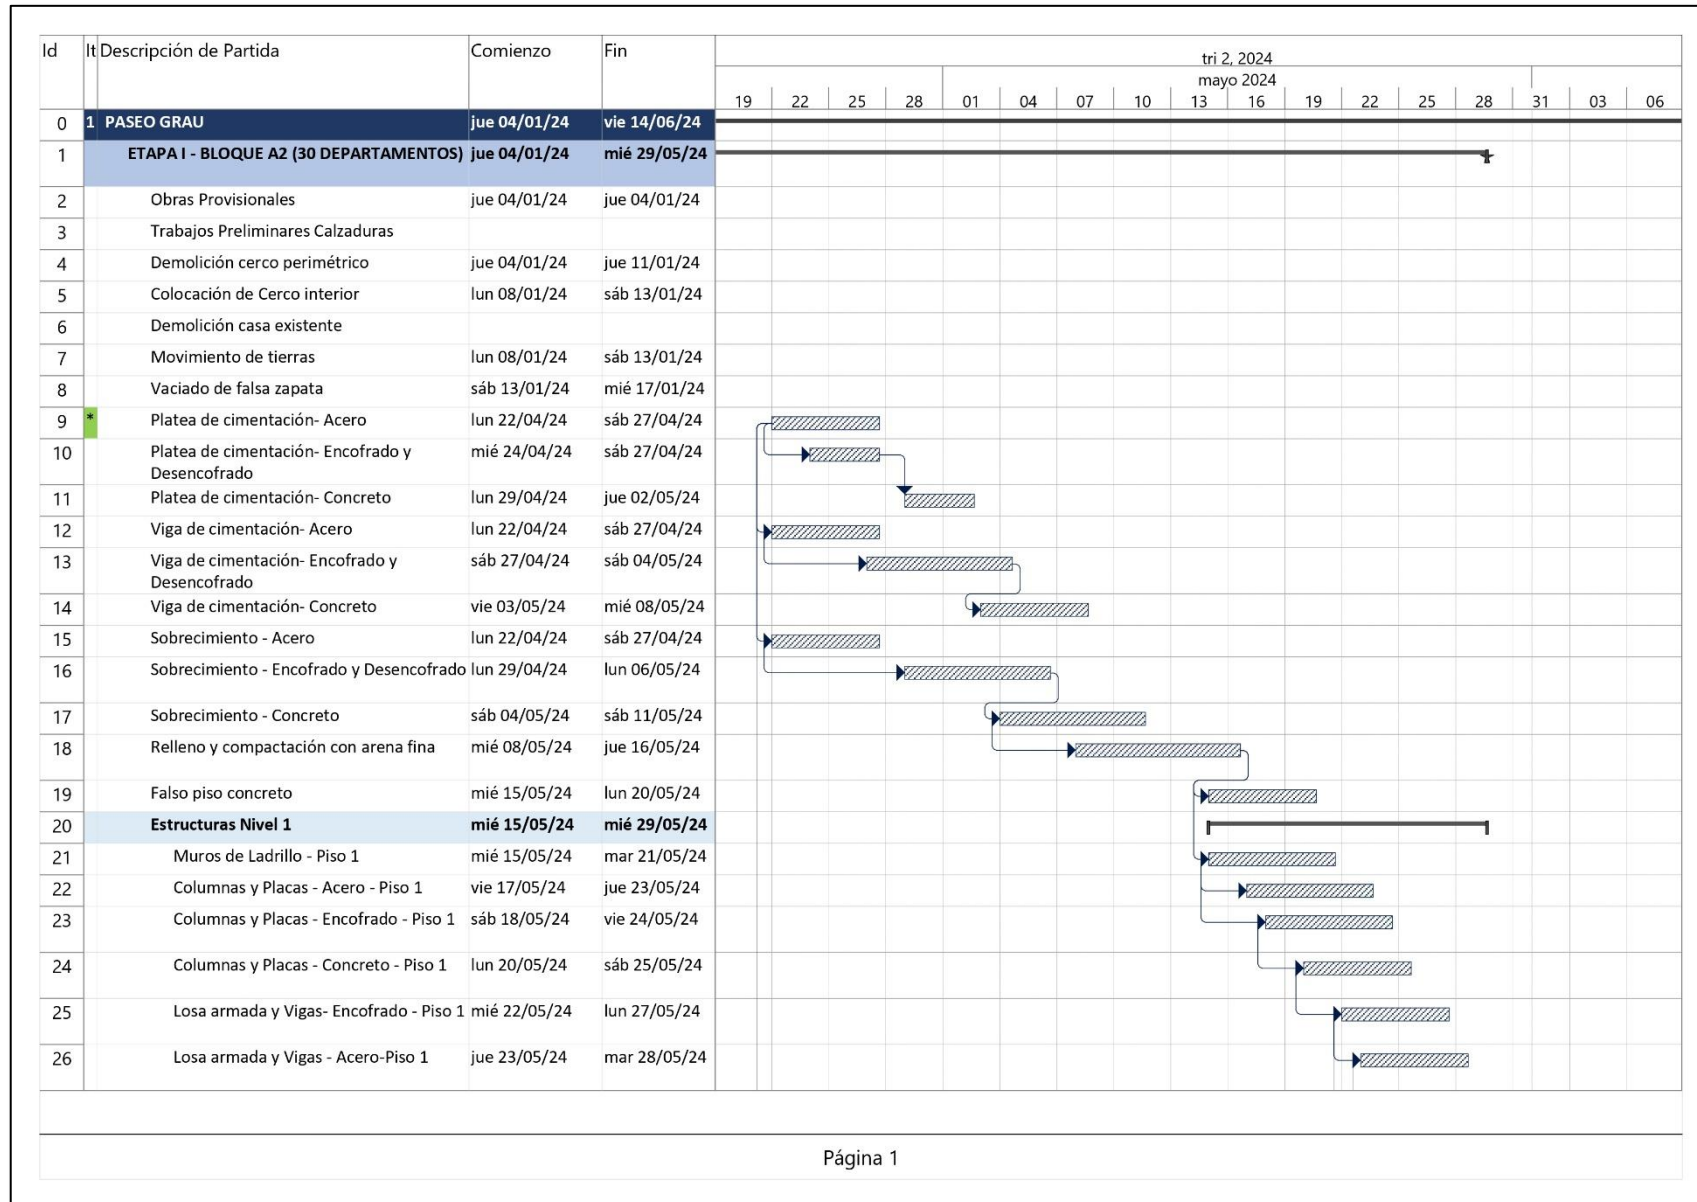 Id It Descripción de Partida Comienzo Fin
tri 2, 2024
mayo 2024
19 22 25 28 01 04 07 10 13 16 19 22 25 28 31 03 06
0 1 PASEO GRAU jue 04/01/24 vie 14/06/24
1 ETAPA I - BLOQUE A2 (30 DEPARTAMENTOS) jue 04/01/24 mié 29/05/24
2 Obras Provisionales jue 04/01/24 jue 04/01/24
3 Trabajos Preliminares Calzaduras
4 Demolición cerco perimétrico jue 04/01/24 jue 11/01/24
5 Colocación de Cerco interior lun 08/01/24 sáb 13/01/24
6 Demolición casa existente
7 Movimiento de tierras lun 08/01/24 sáb 13/01/24
8 Vaciado de falsa zapata sáb 13/01/24 mié 17/01/24
9 * Platea de cimentación- Acero lun 22/04/24 sáb 27/04/24
10 Platea de cimentación- Encofrado y mié 24/04/24 sáb 27/04/24
Desencofrado
11 Platea de cimentación- Concreto lun 29/04/24 jue 02/05/24
12 Viga de cimentación- Acero lun 22/04/24 sáb 27/04/24
13 Viga de cimentación- Encofrado y sáb 27/04/24 sáb 04/05/24
Desencofrado
14 Viga de cimentación- Concreto vie 03/05/24 mié 08/05/24
15 Sobrecimiento - Acero lun 22/04/24 sáb 27/04/24
16 Sobrecimiento - Encofrado y Desencofrado lun 29/04/24 lun 06/05/24
17 Sobrecimiento - Concreto sáb 04/05/24 sáb 11/05/24
18 Relleno y compactación con arena fina mié 08/05/24 jue 16/05/24
19 Falso piso concreto mié 15/05/24 lun 20/05/24
20 Estructuras Nivel 1 mié 15/05/24 mié 29/05/24
21 Muros de Ladrillo - Piso 1 mié 15/05/24 mar 21/05/24
22 Columnas y Placas - Acero - Piso 1 vie 17/05/24 jue 23/05/24
23 Columnas y Placas - Encofrado - Piso 1 sáb 18/05/24 vie 24/05/24
24 Columnas y Placas - Concreto - Piso 1 lun 20/05/24 sáb 25/05/24
25 Losa armada y Vigas- Encofrado - Piso 1 mié 22/05/24 lun 27/05/24
26 Losa armada y Vigas - Acero-Piso 1 jue 23/05/24 mar 28/05/24
Página 1